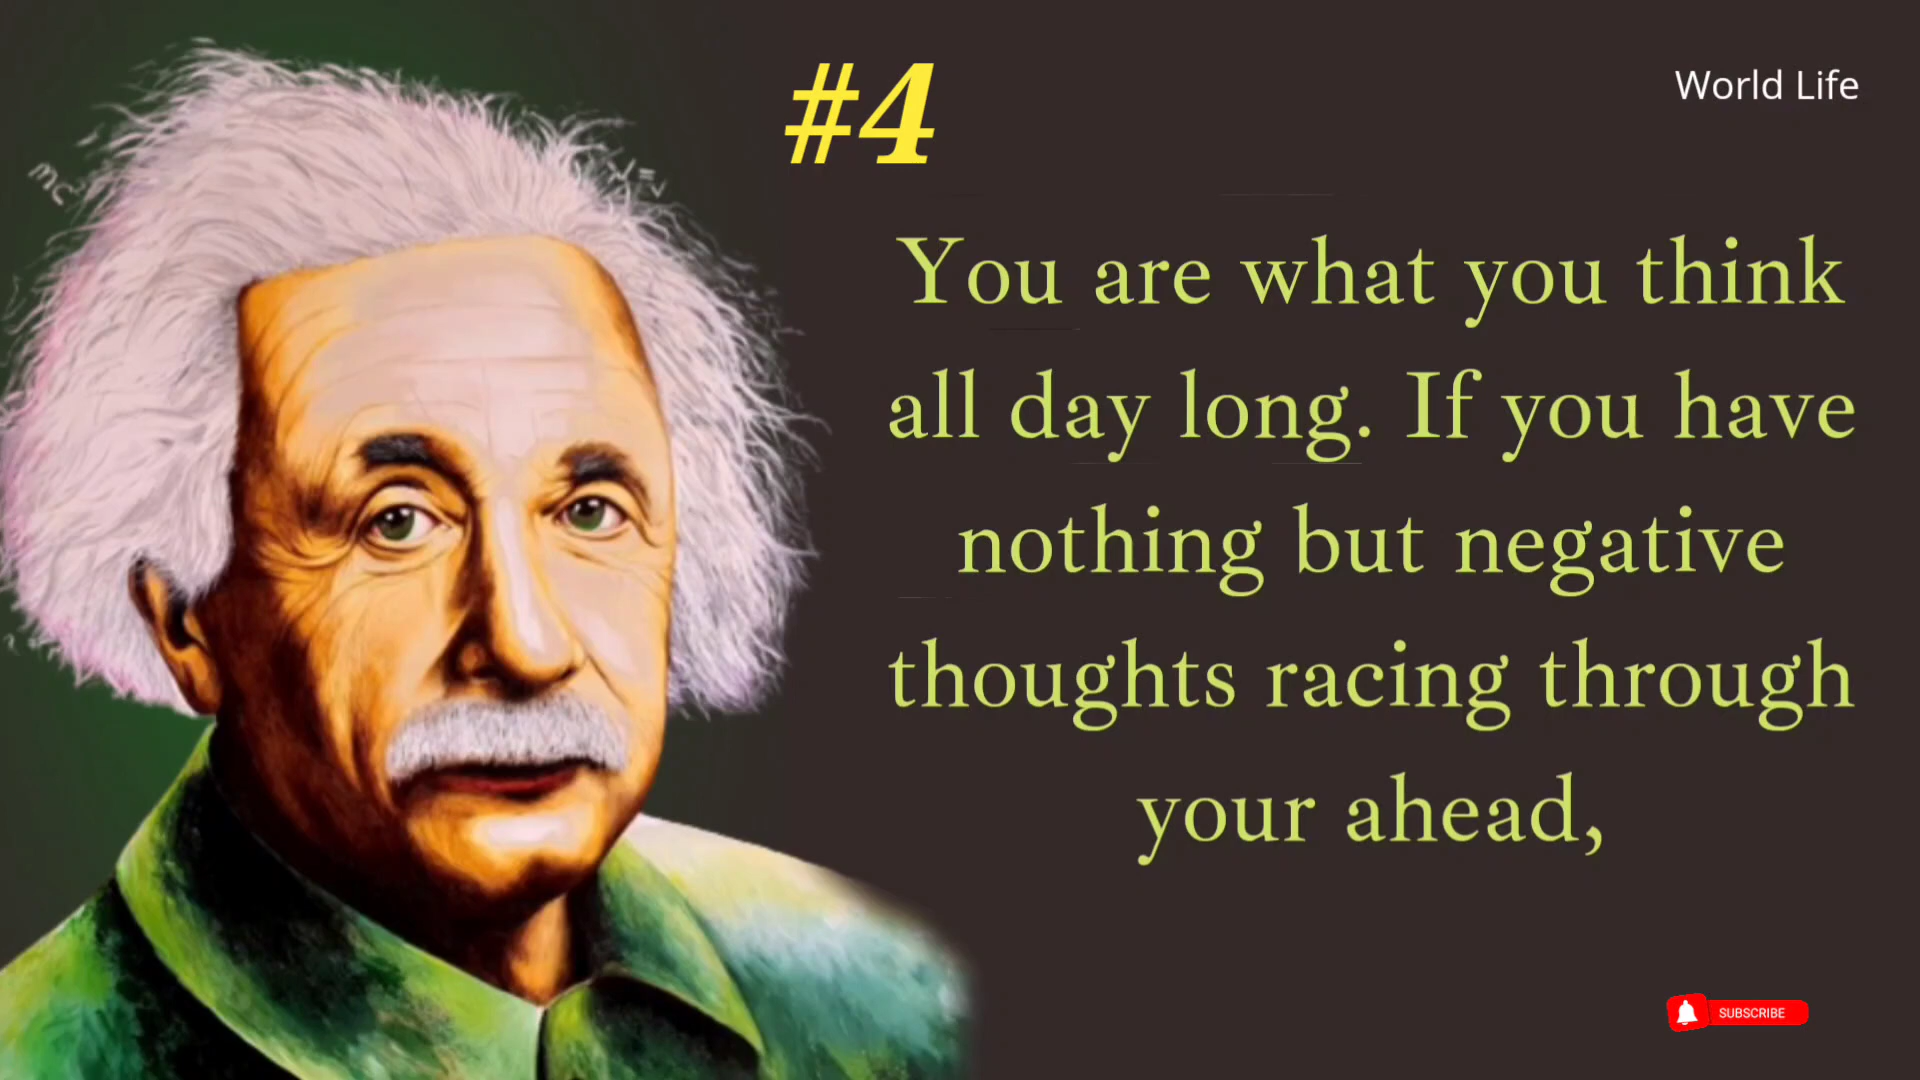 #4
World Life
You are what you think
all day long. If you have
nothing but negative
thoughts racing through
your ahead,
SUBSCRIBE